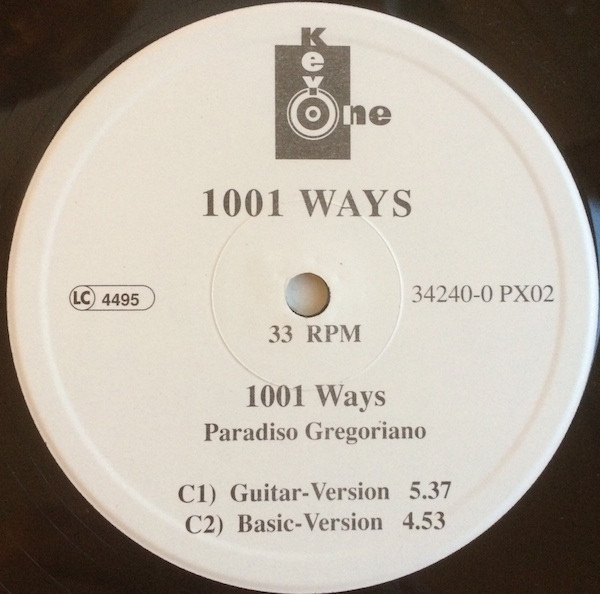 Key
One
1001 WAYS
LC 4495
34240-0 PX02
33 RPM
1001 Ways
Paradiso Gregoriano
C1) Guitar-Version 5.37
C2) Basic-Version 4.53